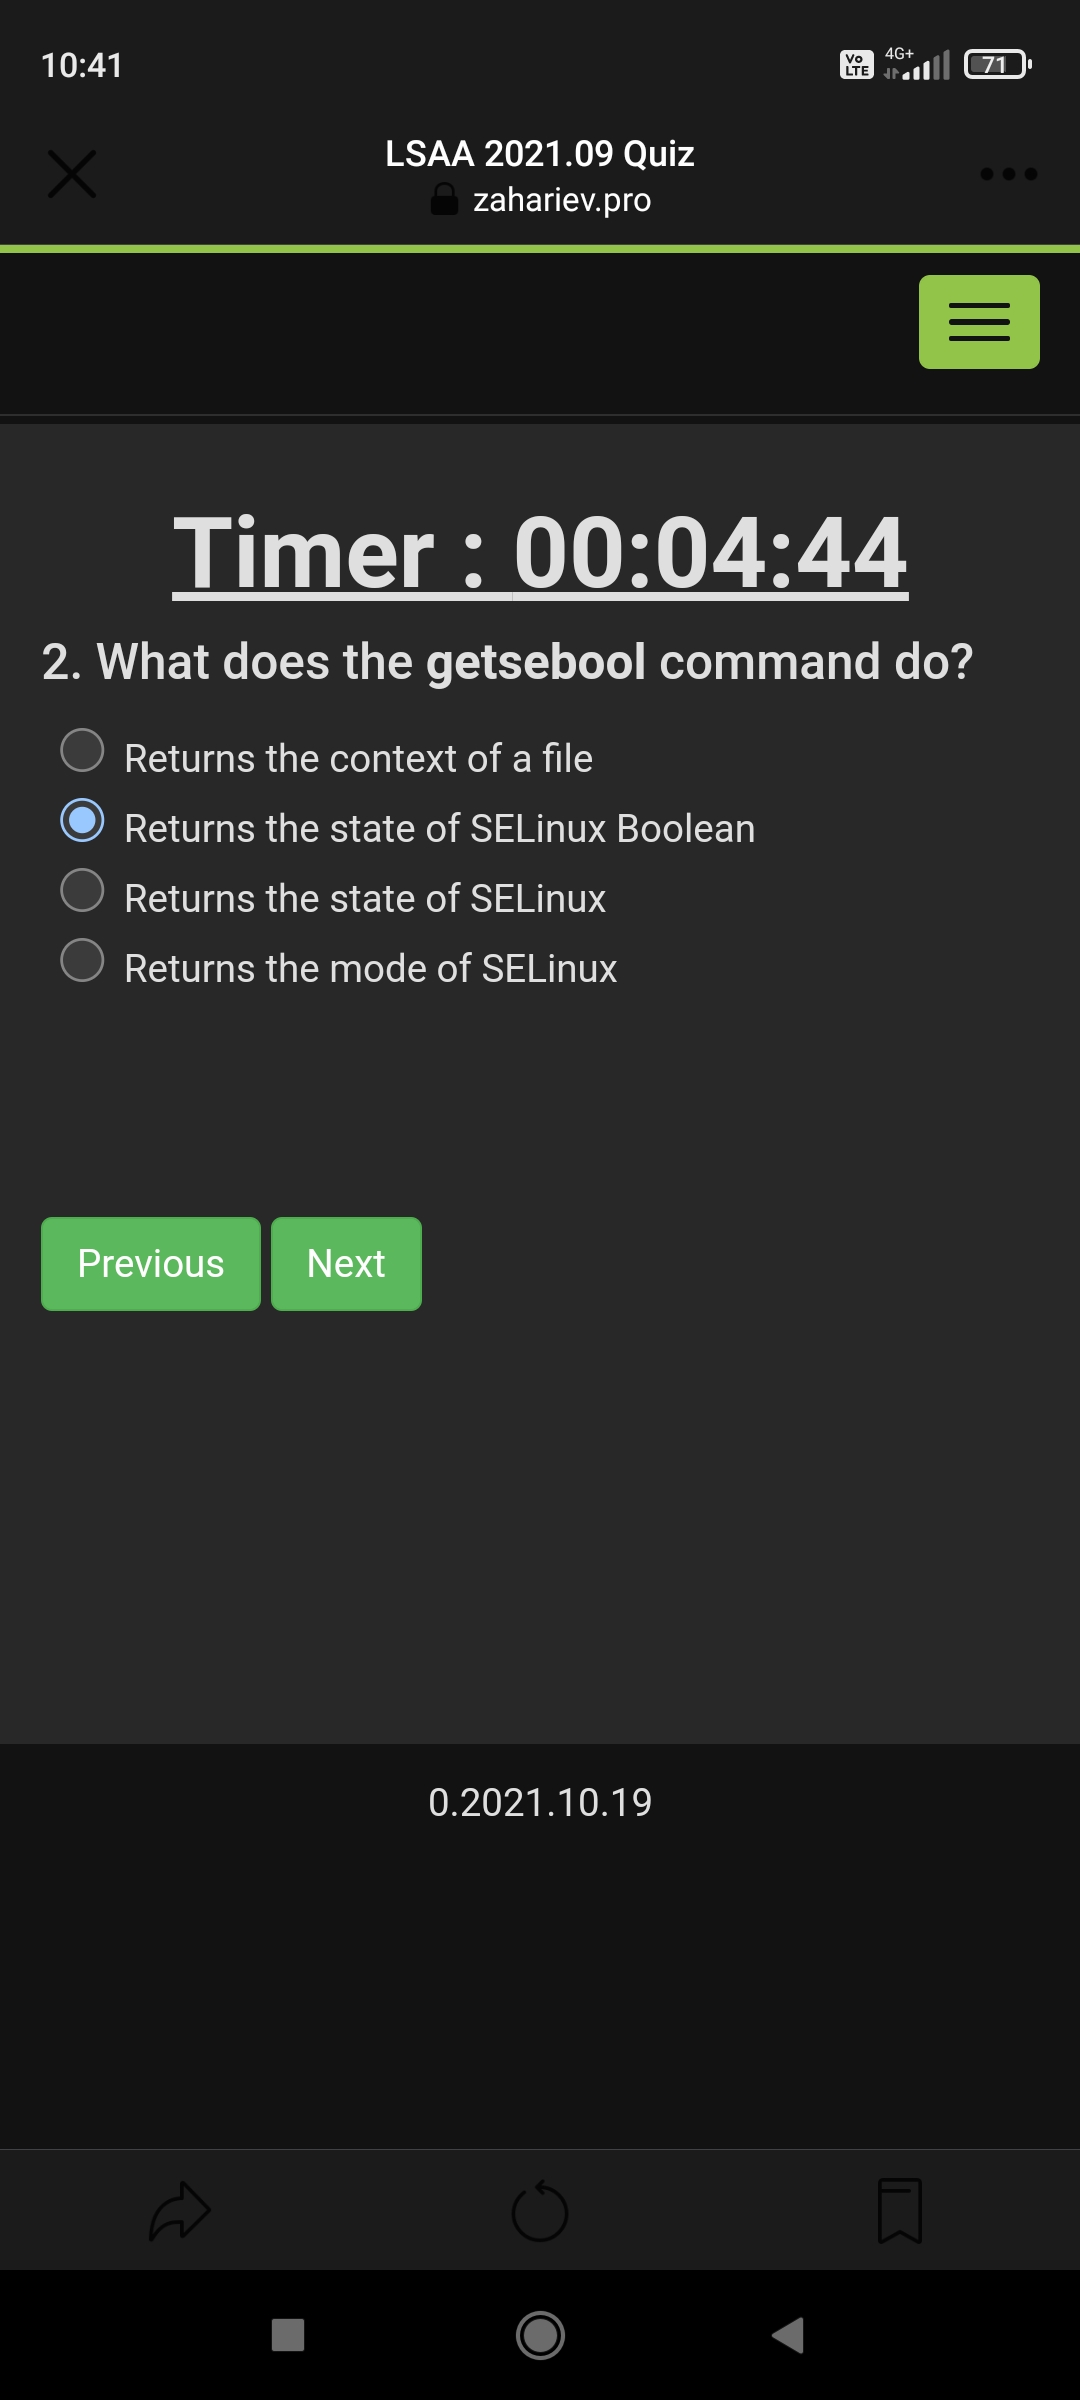 10:41
Vo LTE 4G+ 71
LSAA 2021.09 Quiz
zahariev.pro
Timer : 00:04:44
2. What does the getsebool command do?
Returns the context of a file
Returns the state of SELinux Boolean
Returns the state of SELinux
Returns the mode of SELinux
Previous Next
0.2021.10.19